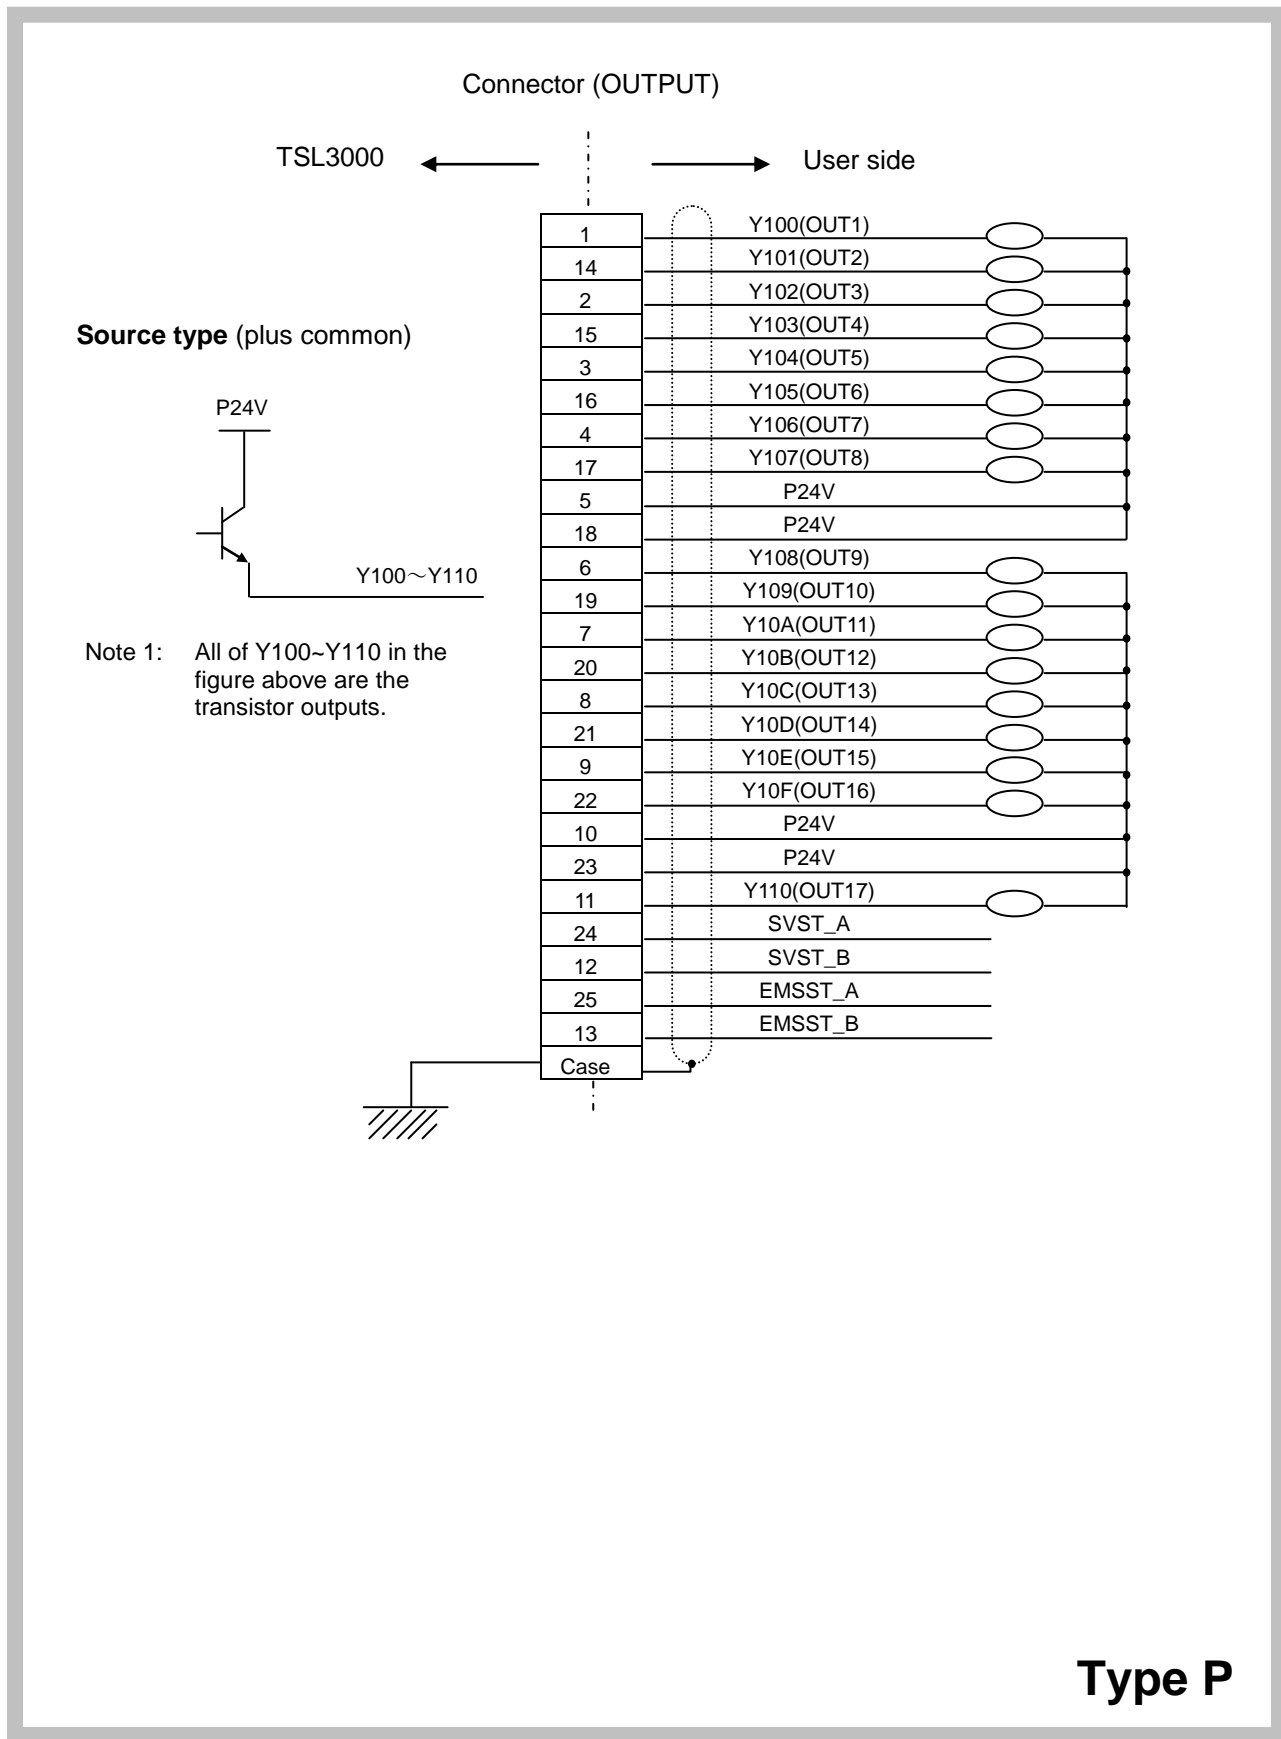 Connector (OUTPUT)
TSL3000
User side
Source type (plus common)
P24V
Y100～Y110
Note 1: All of Y100~Y110 in the
figure above are the
transistor outputs.
1 Y100(OUT1)
14 Y101(OUT2)
2 Y102(OUT3)
15 Y103(OUT4)
3 Y104(OUT5)
16 Y105(OUT6)
4 Y106(OUT7)
17 Y107(OUT8)
5 P24V
18 P24V
6 Y108(OUT9)
19 Y109(OUT10)
7 Y10A(OUT11)
20 Y10B(OUT12)
8 Y10C(OUT13)
21 Y10D(OUT14)
9 Y10E(OUT15)
22 Y10F(OUT16)
10 P24V
23 P24V
11 Y110(OUT17)
24 SVST_A
12 SVST_B
25 EMSST_A
13 EMSST_B
Case
Type P